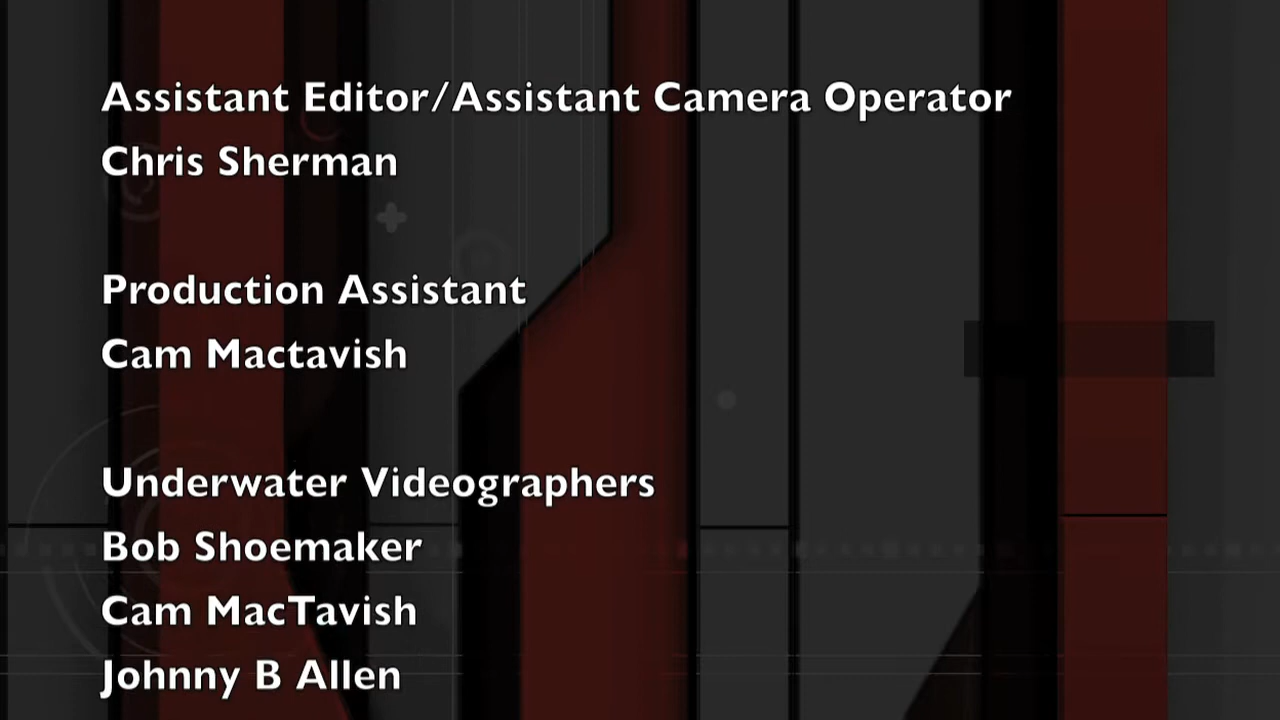 Assistant Editor/Assistant Camera Operator
Chris Sherman
Production Assistant
Cam Mactavish
Underwater Videographers
Bob Shoemaker
Cam MacTavish
Johnny B Allen